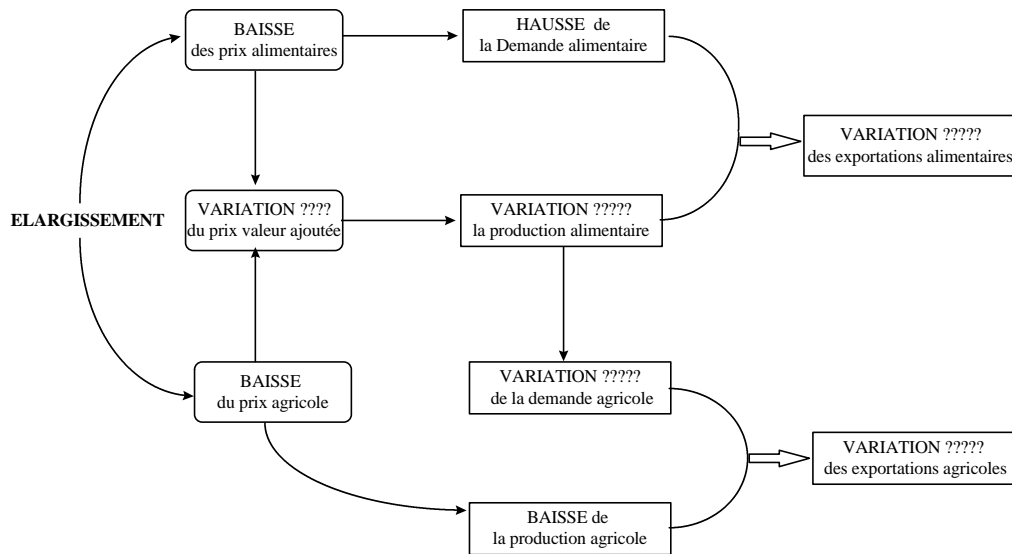 BAISSE
des prix alimentaires
HAUSSE de
la Demande alimentaire
VARIATION ?????
des exportations alimentaires
ELARGISSEMENT
VARIATION ????
du prix valeur ajoutée
VARIATION ?????
la production alimentaire
BAISSE
du prix agricole
VARIATION ?????
de la demande agricole
VARIATION ?????
des exportations agricoles
BAISSE de
la production agricole